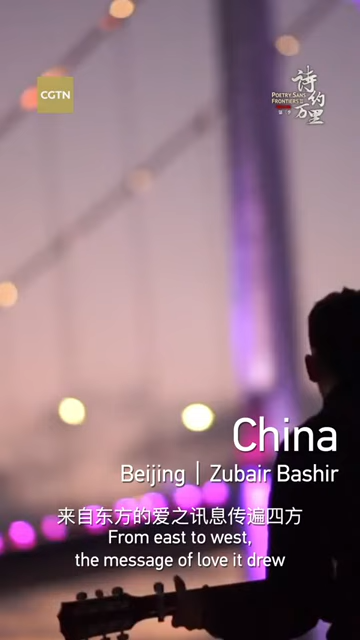 CGTN
诗约万里
POETRY SANS
FRONTIERS II
China
Beijing | Zubair Bashir
来自东方的爱之讯息传遍四方
From east to west,
the message of love it drew